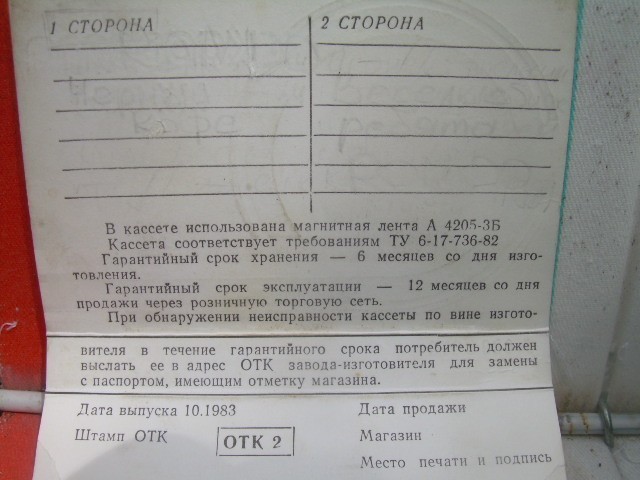 1 СТОРОНА
2 СТОРОНА
В кассете использована магнитная лента А 4205-3Б
Кассета соответствует требованиям ТУ 6-17-736-82
Гарантийный срок хранения — 6 месяцев со дня изго-
товления.
Гарантийный срок эксплуатации — 12 месяцев со дня
продажи через розничную торговую сеть.
При обнаружении неисправности кассеты по вине изгото-
вителя в течение гарантийного срока потребитель должен
выслать ее в адрес ОТК завода-изготовителя для замены
с паспортом, имеющим отметку магазина.
Дата выпуска 10.1983
Дата продажи
Штамп ОТК
ОТК 2
Магазин
Место печати и подпись